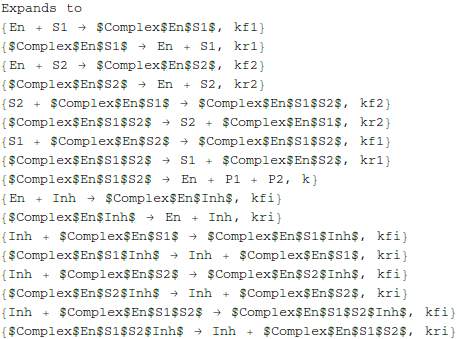 Expands to
{En + S1 → $Complex$En$S1$, kf1}
{$Complex$En$S1$ → En + S1, kr1}
{En + S2 → $Complex$En$S2$, kf2}
{$Complex$En$S2$ → En + S2, kr2}
{S2 + $Complex$En$S1$ → $Complex$En$S1$S2$, kf2}
{$Complex$En$S1$S2$ → S2 + $Complex$En$S1$, kr2}
{S1 + $Complex$En$S2$ → $Complex$En$S1$S2$, kf1}
{$Complex$En$S1$S2$ → S1 + $Complex$En$S2$, kr1}
{$Complex$En$S1$S2$ → En + P1 + P2, k}
{En + Inh → $Complex$En$Inh$, kfi}
{$Complex$En$Inh$ → En + Inh, kri}
{Inh + $Complex$En$S1$ → $Complex$En$S1$Inh$, kfi}
{$Complex$En$S1$Inh$ → Inh + $Complex$En$S1$, kri}
{Inh + $Complex$En$S2$ → $Complex$En$S2$Inh$, kfi}
{$Complex$En$S2$Inh$ → Inh + $Complex$En$S2$, kri}
{Inh + $Complex$En$S1$S2$ → $Complex$En$S1$S2$Inh$, kfi}
{$Complex$En$S1$S2$Inh$ → Inh + $Complex$En$S1$S2$, kri}